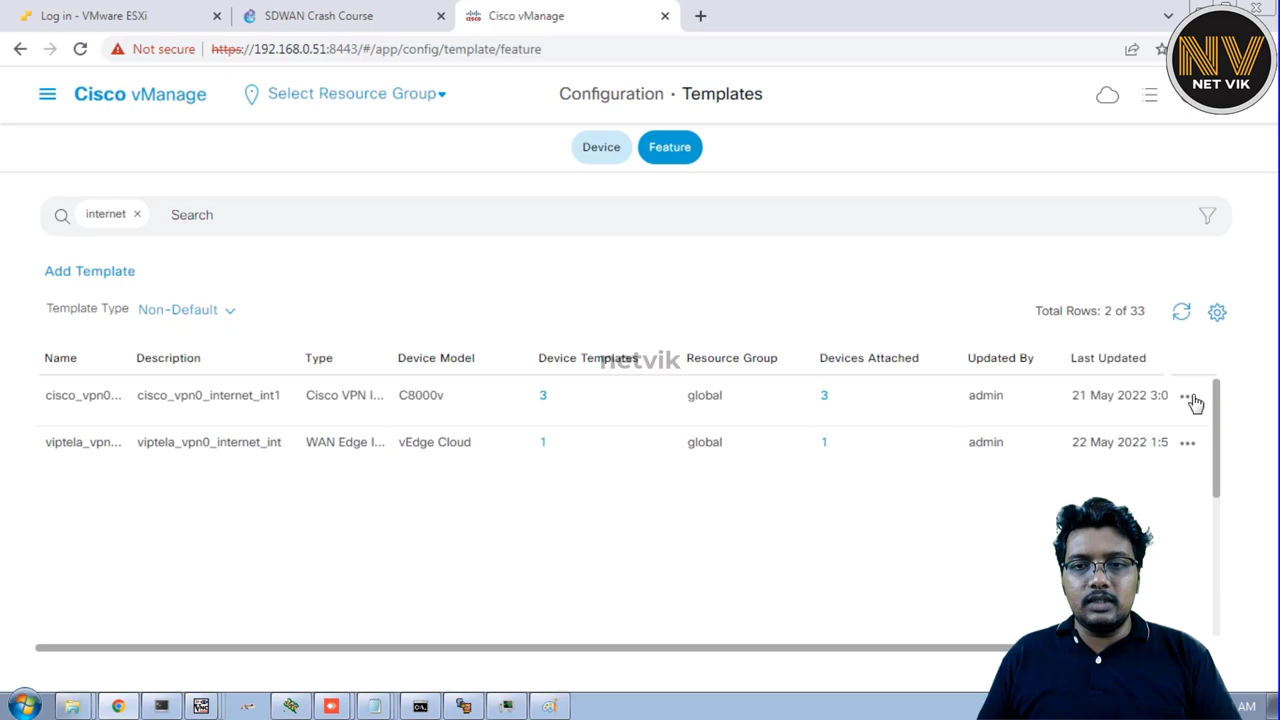 Log in - VMware ESXi
SDWAN Crash Course
Cisco vManage
Not secure
https://192.168.0.51:8443/#/app/config/template/feature
NV
NET VIK
Cisco vManage
Select Resource Group
Configuration · Templates
Device
Feature
internet
Search
Add Template
Template Type Non-Default
Total Rows: 2 of 33
Name Description Type Device Model Device Templates Resource Group Devices Attached Updated By Last Updated
netvik
cisco_vpn0... cisco_vpn0_internet_int1 Cisco VPN I... C8000v 3 global 3 admin 21 May 2022 3:0
viptela_vpn... viptela_vpn0_internet_int WAN Edge I... vEdge Cloud 1 global 1 admin 22 May 2022 1:5
AM